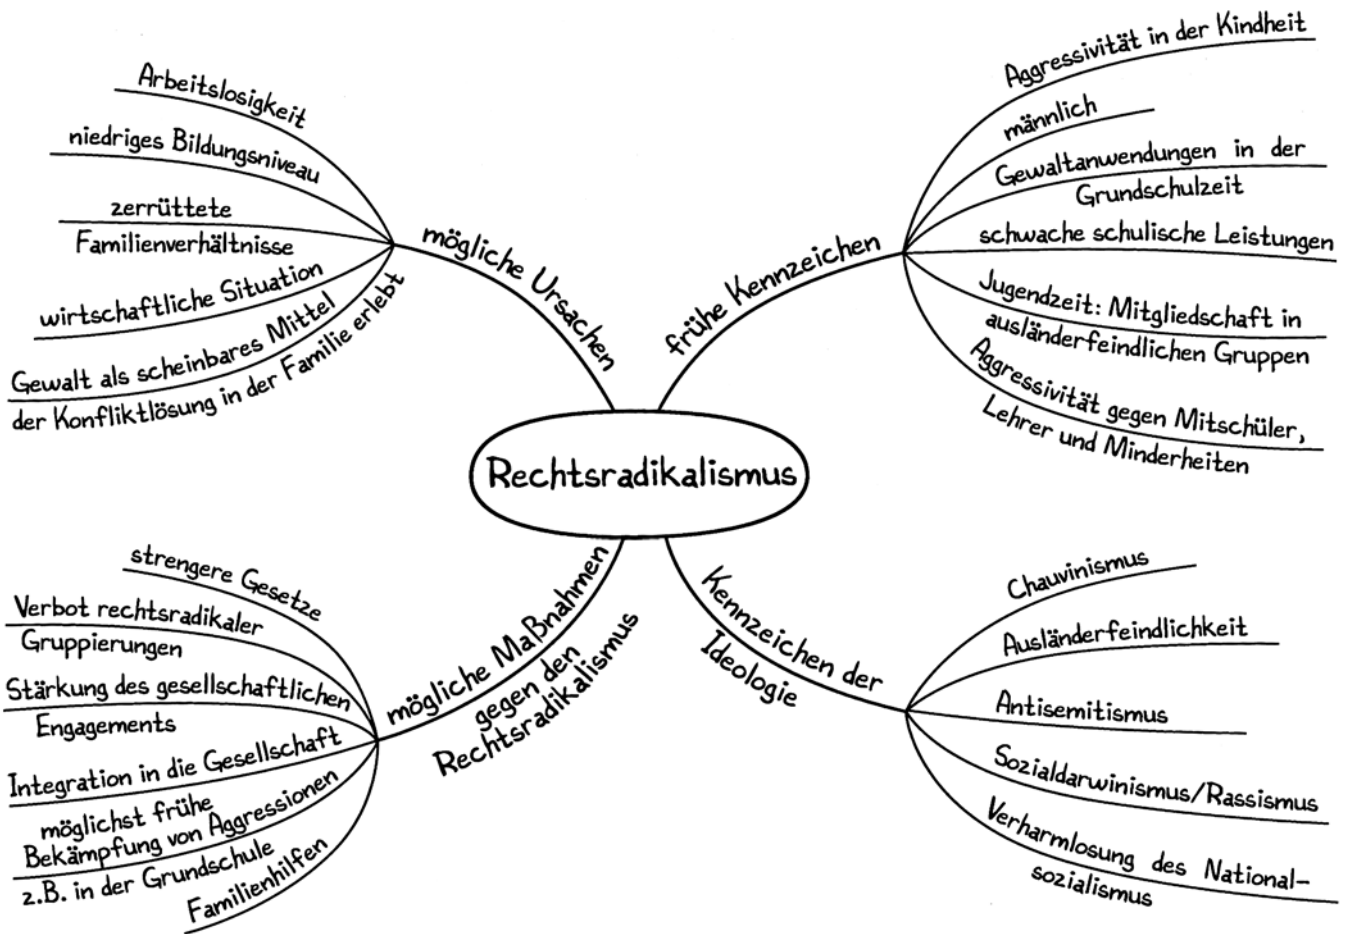 Arbeitslosigkeit
niedriges Bildungsniveau
zerrüttete
Familienverhältnisse
wirtschaftliche Situation
Gewalt als scheinbares Mittel
der Konfliktlösung in der Familie erlebt
mögliche Ursachen
Aggressivität in der Kindheit
männlich
Gewaltanwendungen in der
Grundschulzeit
schwache schulische Leistungen
Jugendzeit: Mitgliedschaft in
ausländerfeindlichen Gruppen
Aggressivität gegen Mitschüler,
Lehrer und Minderheiten
frühe Kennzeichen
Rechtsradikalismus
strengere Gesetze
Verbot rechtsradikaler
Gruppierungen
Stärkung des gesellschaftlichen
Engagements
Integration in die Gesellschaft
möglichst frühe
Bekämpfung von Aggressionen
z.B. in der Grundschule
Familienhilfen
mögliche Maßnahmen
gegen den
Rechtsradikalismus
Kennzeichen der
Ideologie
Chauvinismus
Ausländerfeindlichkeit
Antisemitismus
Sozialdarwinismus/Rassismus
Verharmlosung des National-
sozialismus